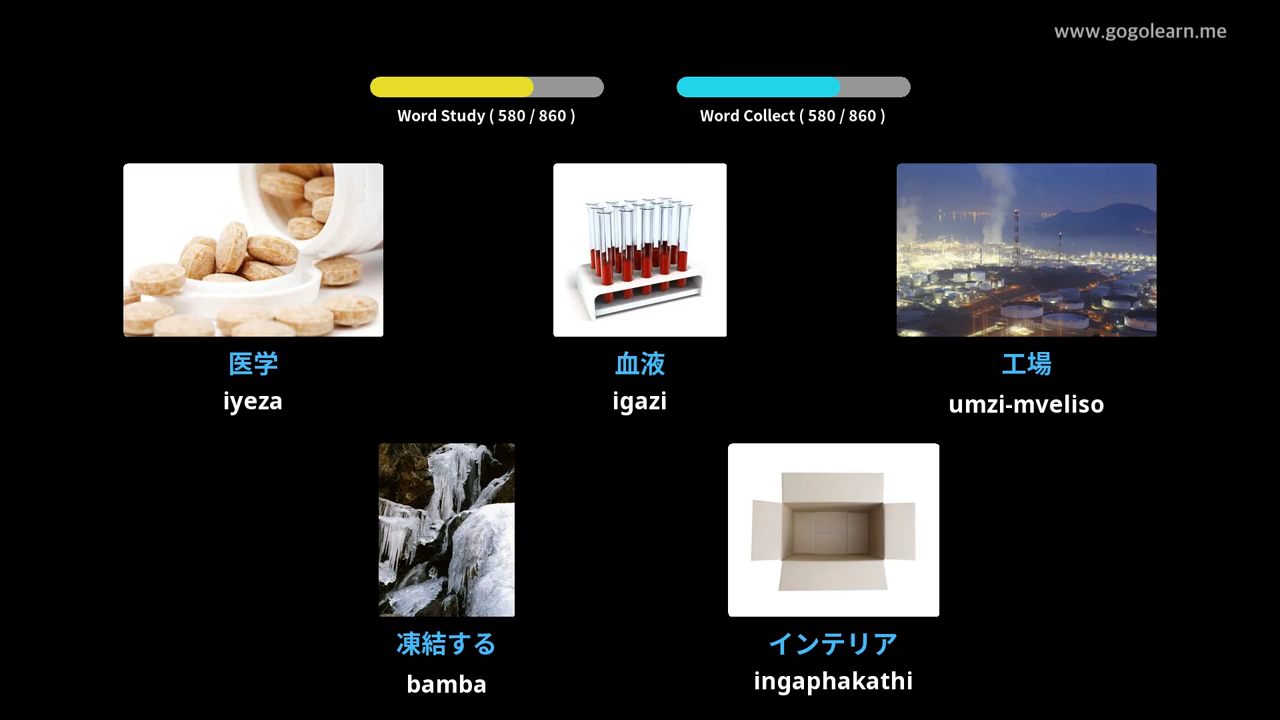 www.gogolearn.me
Word Study ( 580 / 860 )
Word Collect ( 580 / 860 )
医学
iyeza
血液
igazi
工場
umzi-mveliso
凍結する
bamba
インテリア
ingaphakathi